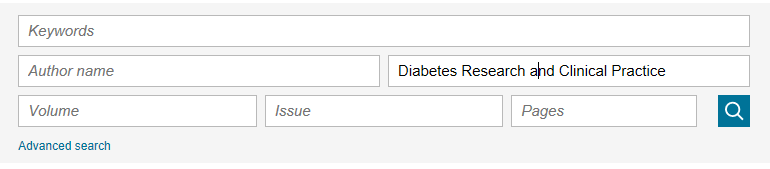 Keywords
Author name
Diabetes Research and Clinical Practice
Volume
Issue
Pages
Advanced search